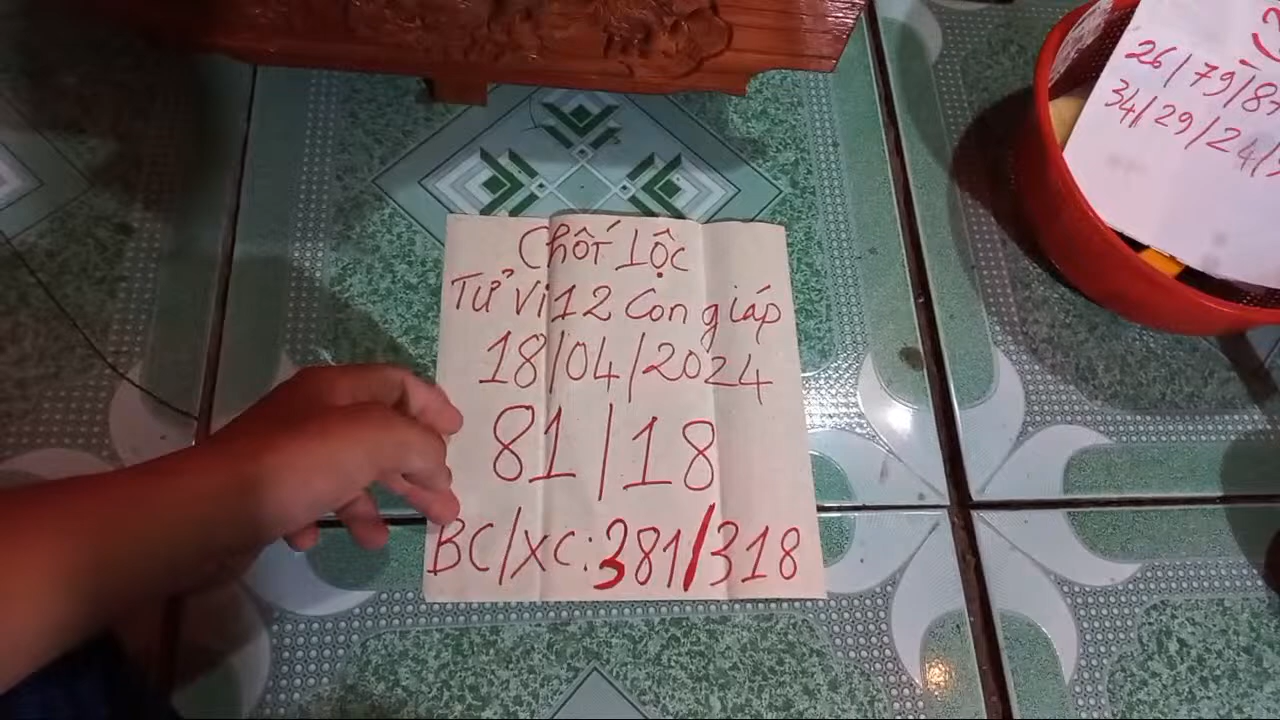 Chốt Lộc
Tử Vi 12 Con giáp
18/04/2024
81/18
BC/XC: 381/318
26/79/8
34/29/24/